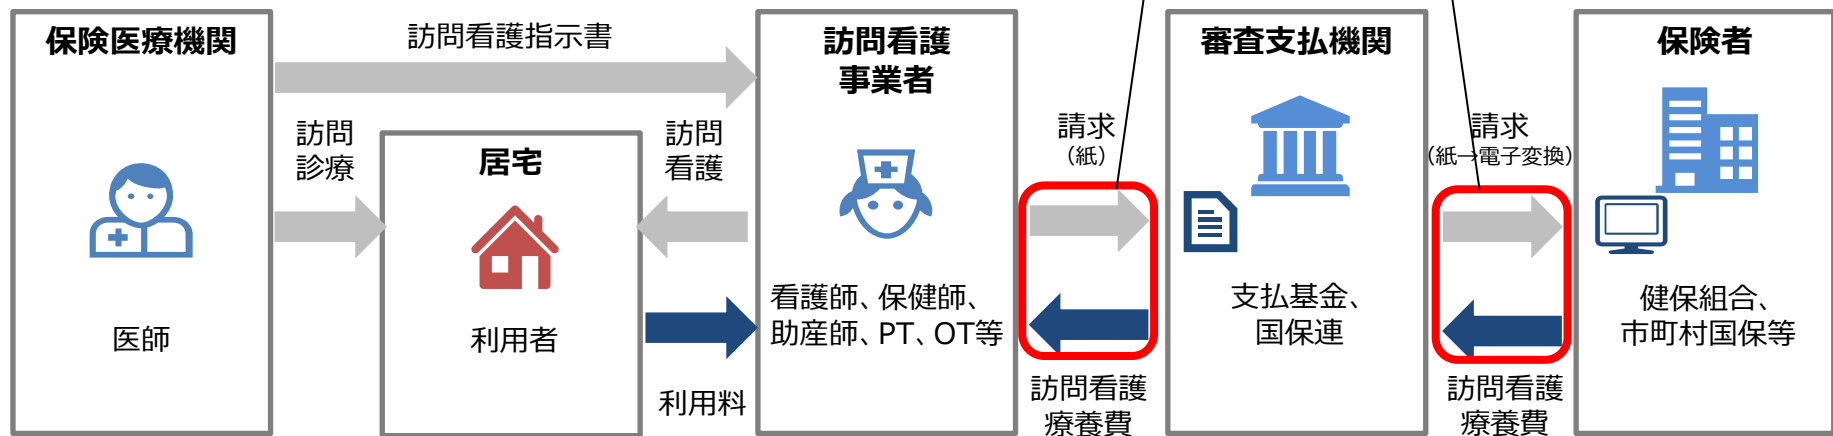 保険医療機関
医師
訪問看護指示書
訪問
診療
居宅
利用者
訪問
看護
利用料
訪問看護
事業者
看護師、保健師、
助産師、PT、OT等
請求
（紙）
訪問看護
療養費
審査支払機関
支払基金、
国保連
請求
（紙→電子変換）
訪問看護
療養費
保険者
健保組合、
市町村国保等